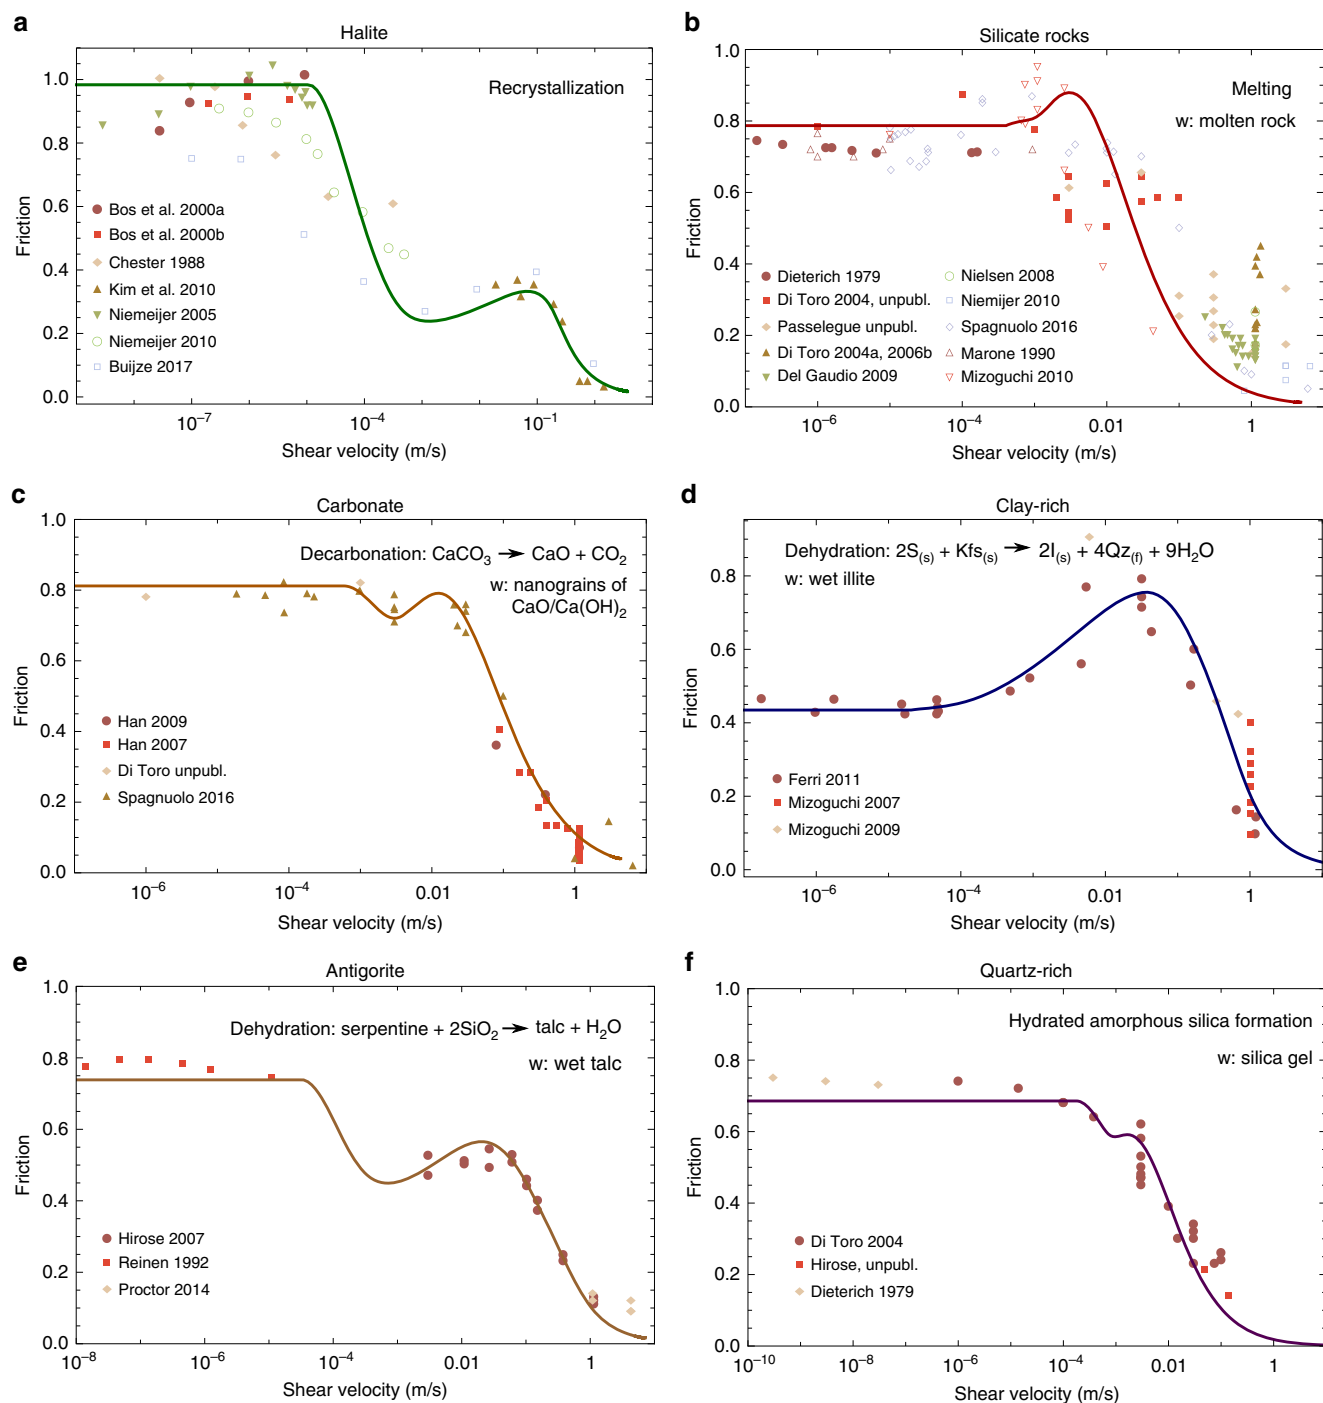 a
Halite
Recrystallization
Friction
1.0
0.8
0.6
0.4
0.2
0.0
Bos et al. 2000a
Bos et al. 2000b
Chester 1988
Kim et al. 2010
Niemeijer 2005
Niemeijer 2010
Buijze 2017
10⁻⁷
10⁻⁴
10⁻¹
Shear velocity (m/s)
b
Silicate rocks
Melting
w: molten rock
Friction
1.0
0.8
0.6
0.4
0.2
0.0
Dieterich 1979
Di Toro 2004, unpubl.
Passelegue unpubl.
Di Toro 2004a, 2006b
Del Gaudio 2009
Nielsen 2008
Niemijer 2010
Spagnuolo 2016
Marone 1990
Mizoguchi 2010
10⁻⁶
10⁻⁴
0.01
1
Shear velocity (m/s)
c
Carbonate
Decarbonation: CaCO₃ → CaO + CO₂
w: nanograins of
CaO/Ca(OH)₂
Friction
1.0
0.8
0.6
0.4
0.2
0.0
Han 2009
Han 2007
Di Toro unpubl.
Spagnuolo 2016
10⁻⁶
10⁻⁴
0.01
1
Shear velocity (m/s)
d
Clay-rich
Dehydration: 2S₍s₎ + Kfs₍s₎ → 2I₍s₎ + 4Qz₍f₎ + 9H₂O
w: wet illite
Friction
0.8
0.6
0.4
0.2
0.0
Ferri 2011
Mizoguchi 2007
Mizoguchi 2009
10⁻⁶
10⁻⁴
0.01
1
Shear velocity (m/s)
e
Antigorite
Dehydration: serpentine + 2SiO₂ → talc + H₂O
w: wet talc
Friction
1.0
0.8
0.6
0.4
0.2
0.0
Hirose 2007
Reinen 1992
Proctor 2014
10⁻⁸
10⁻⁶
10⁻⁴
0.01
1
Shear velocity (m/s)
f
Quartz-rich
Hydrated amorphous silica formation
w: silica gel
Friction
1.0
0.8
0.6
0.4
0.2
0.0
Di Toro 2004
Hirose, unpubl.
Dieterich 1979
10⁻¹⁰
10⁻⁸
10⁻⁶
10⁻⁴
0.01
1
Shear velocity (m/s)